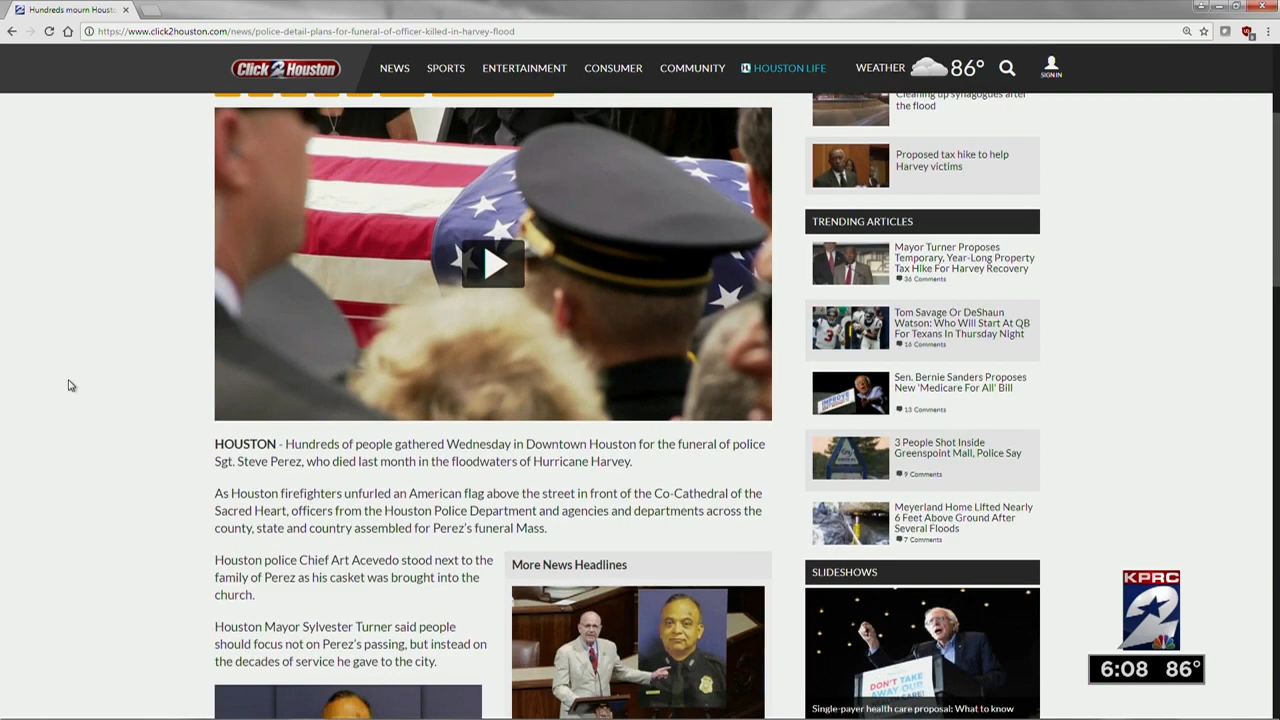 Hundreds mourn Houst
https://www.click2houston.com/news/police-detail-plans-for-funeral-of-officer-killed-in-harvey-flood
Click 2 Houston
NEWS SPORTS ENTERTAINMENT CONSUMER COMMUNITY HOUSTON LIFE WEATHER 86° SIGN IN
Cleaning up synagogues after
the flood
Proposed tax hike to help
Harvey victims
TRENDING ARTICLES
Mayor Turner Proposes
Temporary, Year-Long Property
Tax Hike For Harvey Recovery
36 Comments
Tom Savage Or DeShaun
Watson: Who Will Start At QB
For Texans In Thursday Night
16 Comments
Sen. Bernie Sanders Proposes
New 'Medicare For All' Bill
13 Comments
3 People Shot Inside
Greenspoint Mall, Police Say
9 Comments
Meyerland Home Lifted Nearly
6 Feet Above Ground After
Several Floods
7 Comments
HOUSTON - Hundreds of people gathered Wednesday in Downtown Houston for the funeral of police
Sgt. Steve Perez, who died last month in the floodwaters of Hurricane Harvey.
As Houston firefighters unfurled an American flag above the street in front of the Co-Cathedral of the
Sacred Heart, officers from the Houston Police Department and agencies and departments across the
county, state and country assembled for Perez's funeral Mass.
Houston police Chief Art Acevedo stood next to the
family of Perez as his casket was brought into the
church.
Houston Mayor Sylvester Turner said people
should focus not on Perez's passing, but instead on
the decades of service he gave to the city.
More News Headlines
SLIDESHOWS
DON'T TAKE
AWAY OUR
Single-payer health care proposal: What to know
KPRC
2
6:08 86°